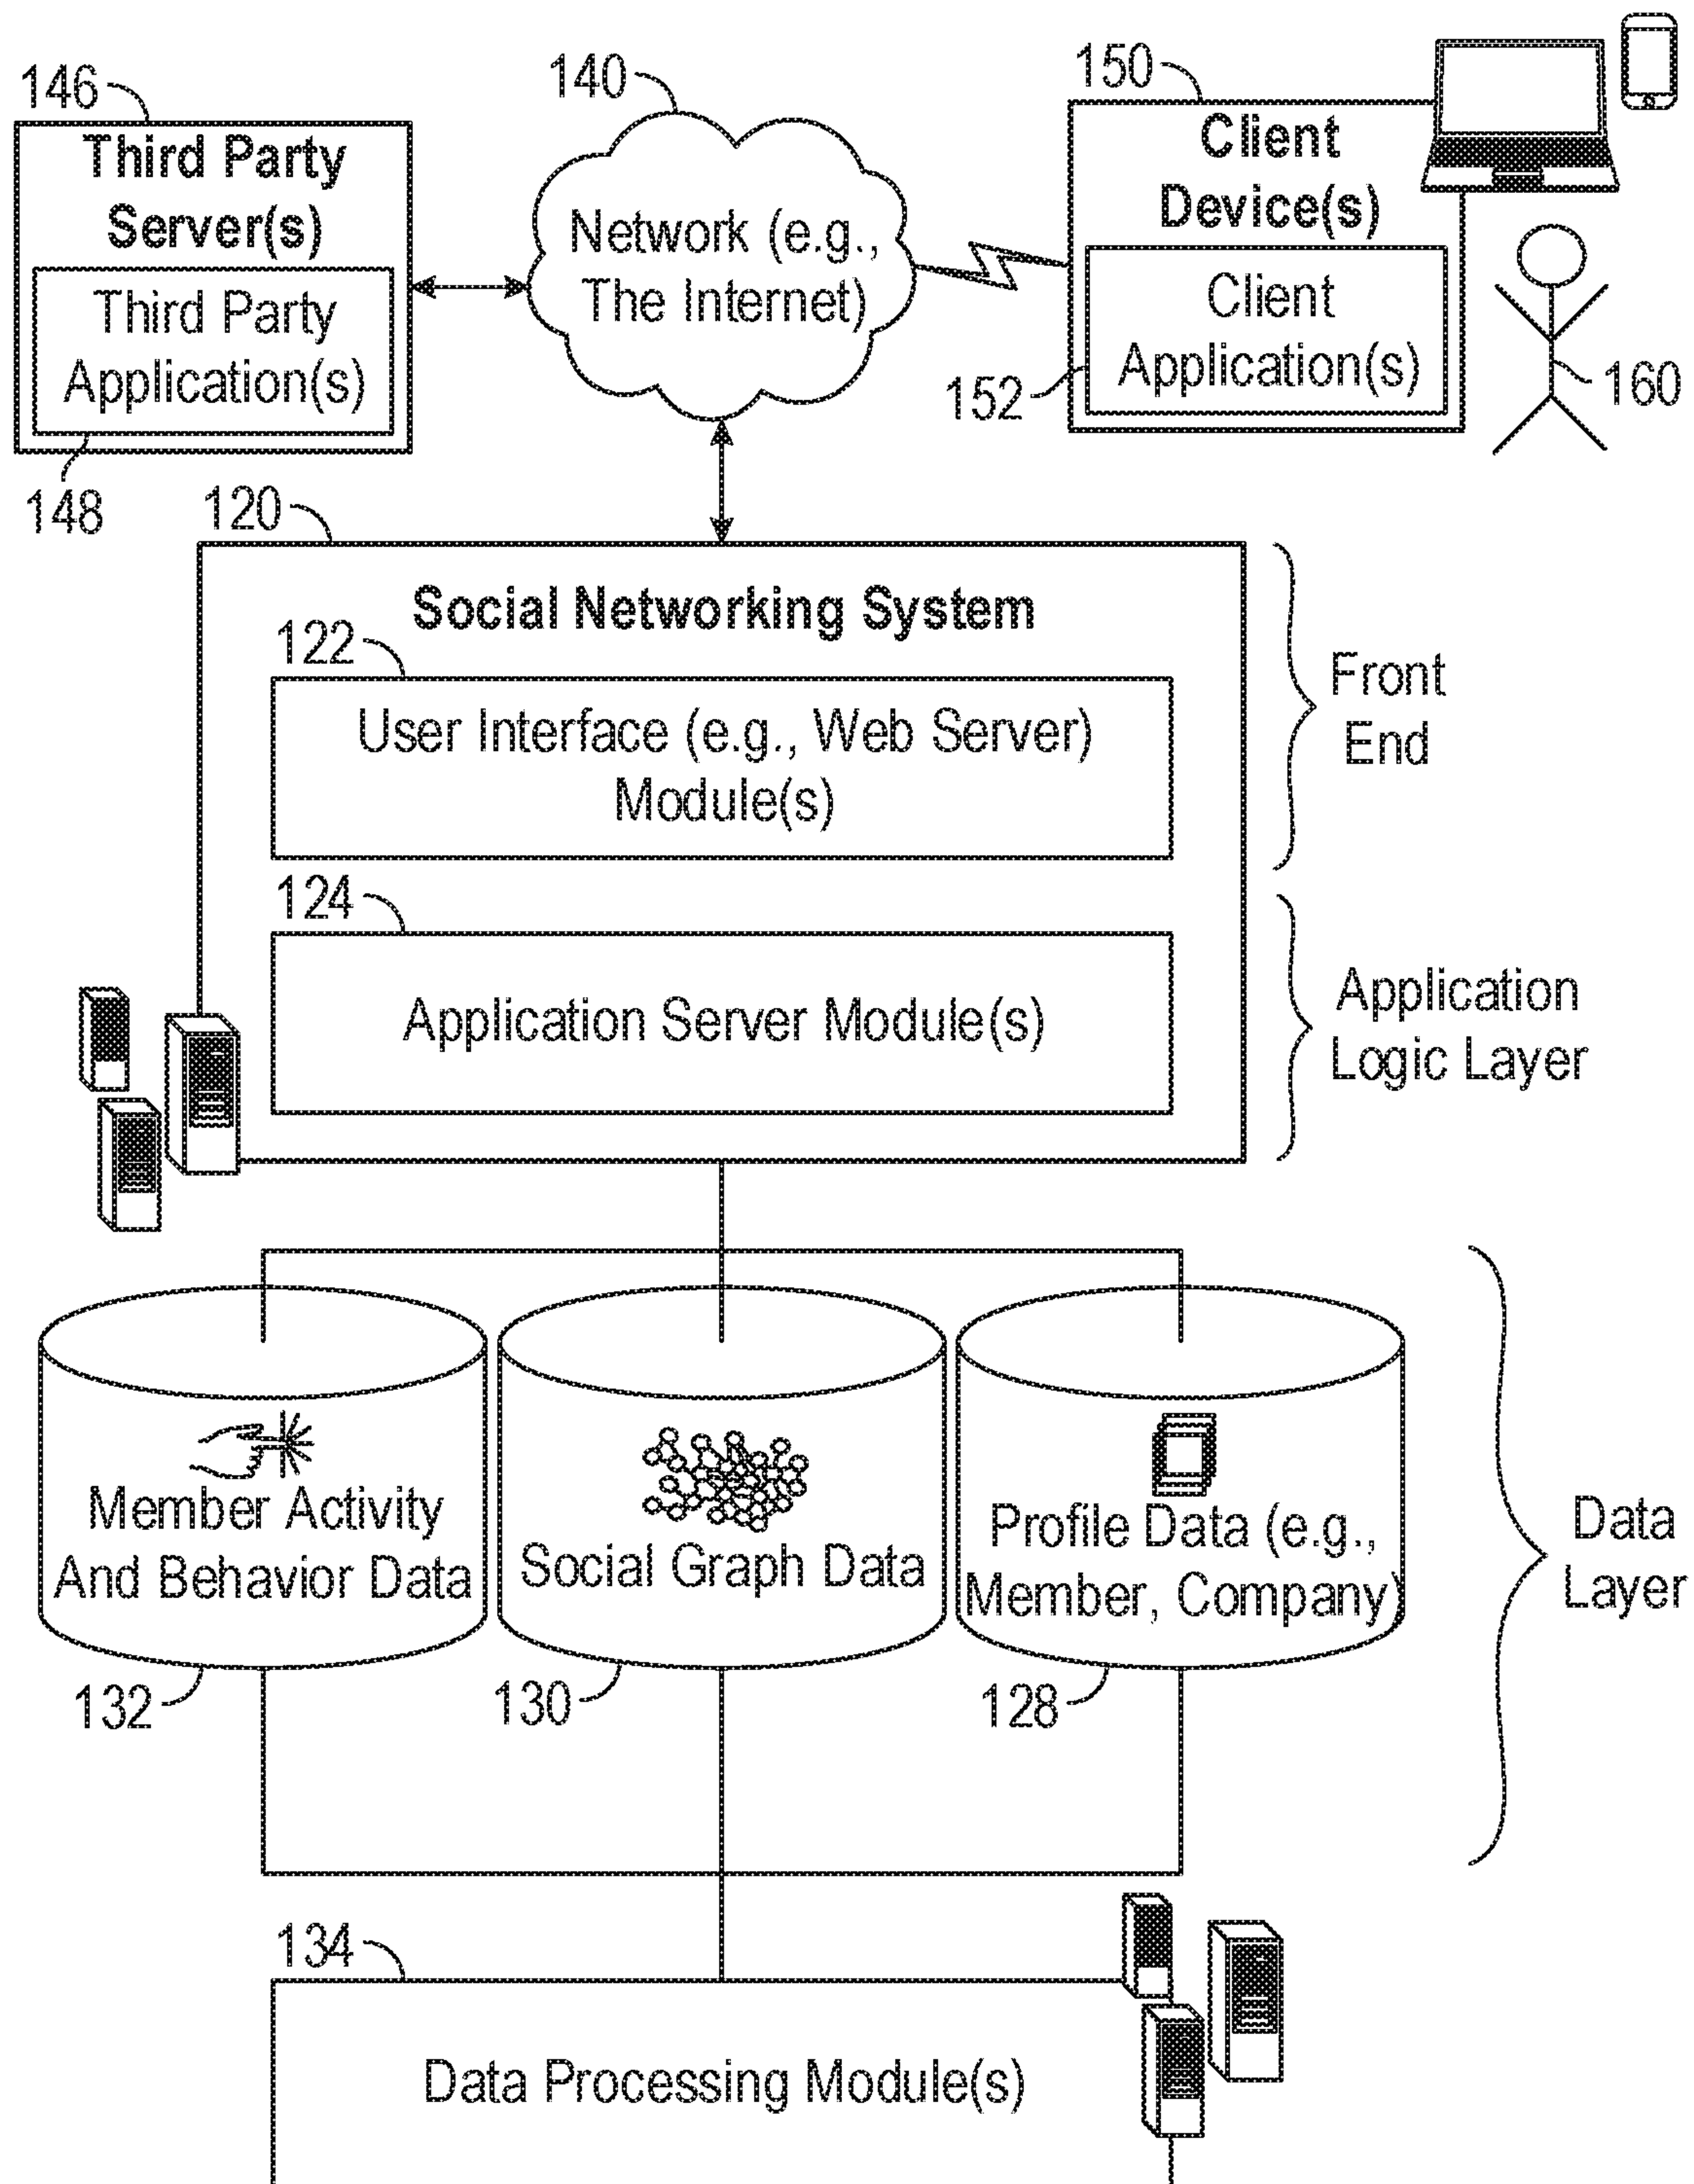 146
Third Party
Server(s)
Third Party
Application(s)
148
140
Network (e.g.,
The Internet)
150
Client
Device(s)
Client
Application(s)
152
160
120
Social Networking System
122
User Interface (e.g., Web Server)
Module(s)
Front
End
124
Application Server Module(s)
Application
Logic Layer
Member Activity
And Behavior Data
132
Social Graph Data
130
Profile Data (e.g.,
Member, Company)
128
Data
Layer
134
Data Processing Module(s)